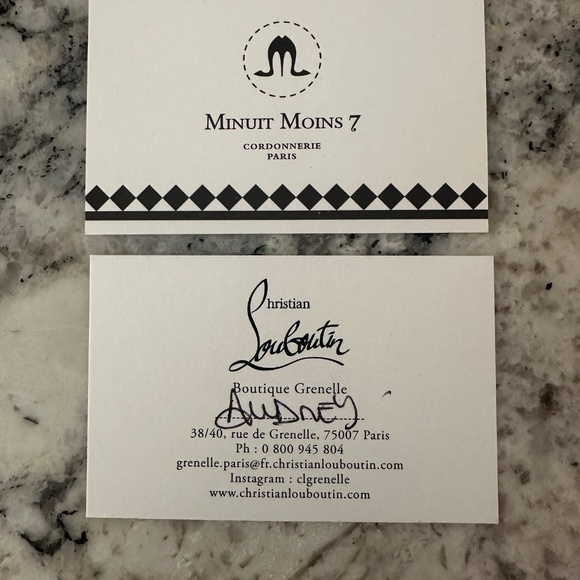 Minuit Moins 7
CORDONNERIE
PARIS
Christian
Louboutin
Boutique Grenelle
AUDREY
38/40, rue de Grenelle, 75007 Paris
Ph : 0 800 945 804
grenelle.paris@fr.christianlouboutin.com
Instagram : clgrenelle
www.christianlouboutin.com